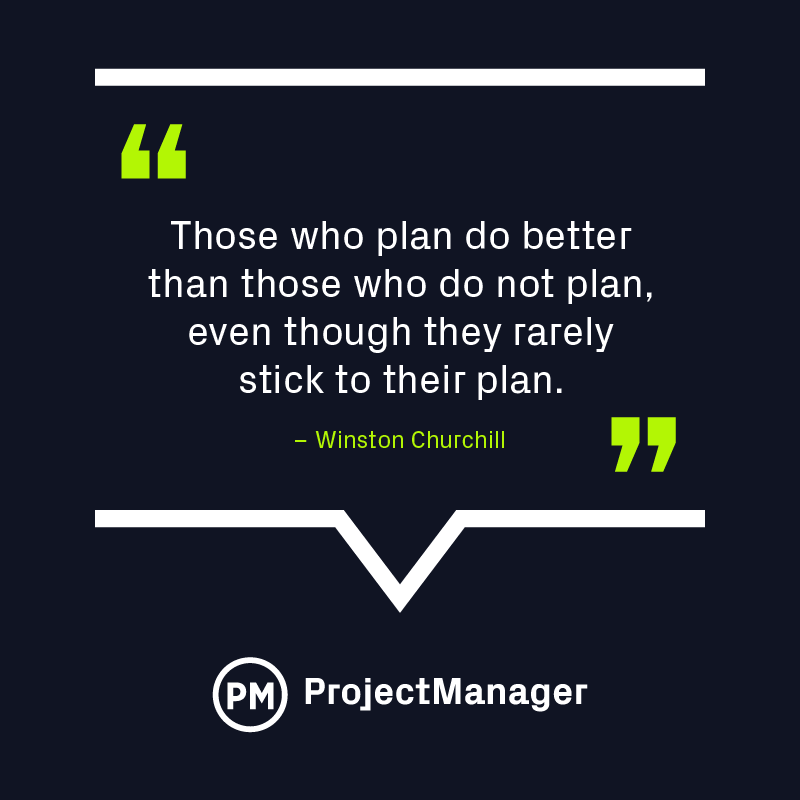 “
Those who plan do better
than those who do not plan,
even though they rarely
stick to their plan.
– Winston Churchill
”
PM ProjectManager